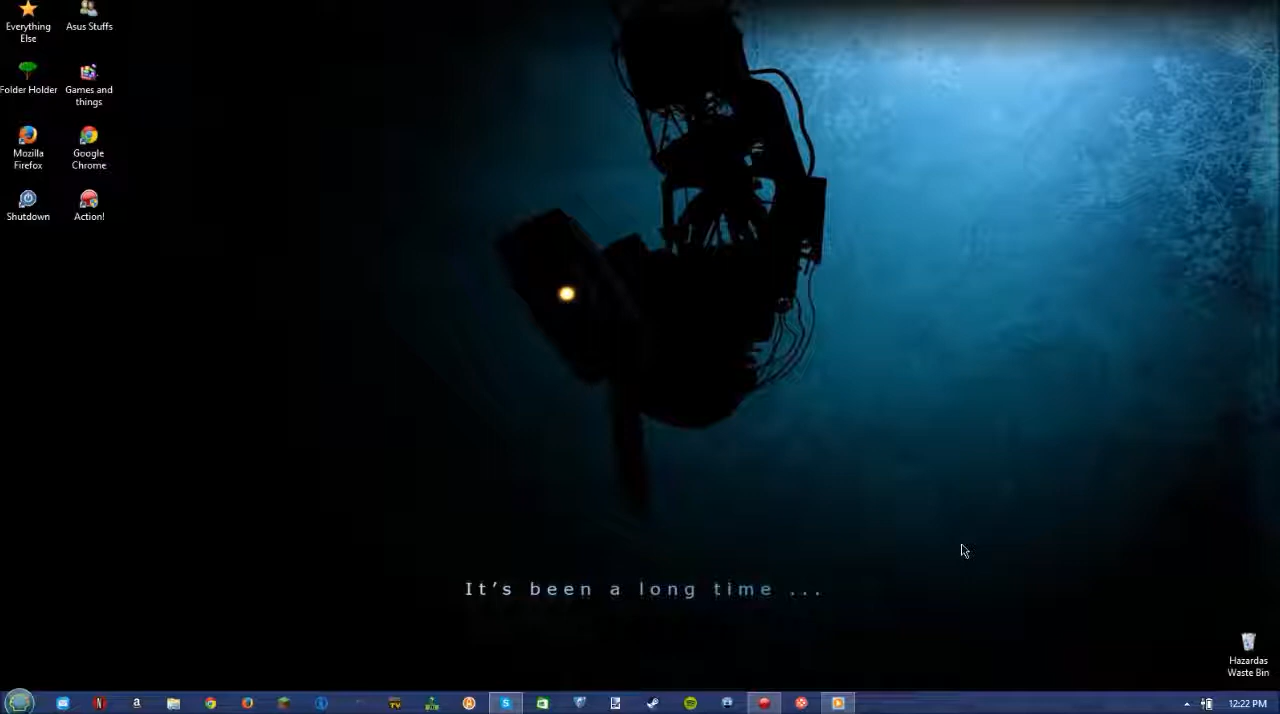 Everything
Else
Asus Stuffs
Folder Holder
Games and
things
Mozilla
Firefox
Google
Chrome
Shutdown
Action!
It's been a long time ...
Hazardas
Waste Bin
12:22 PM